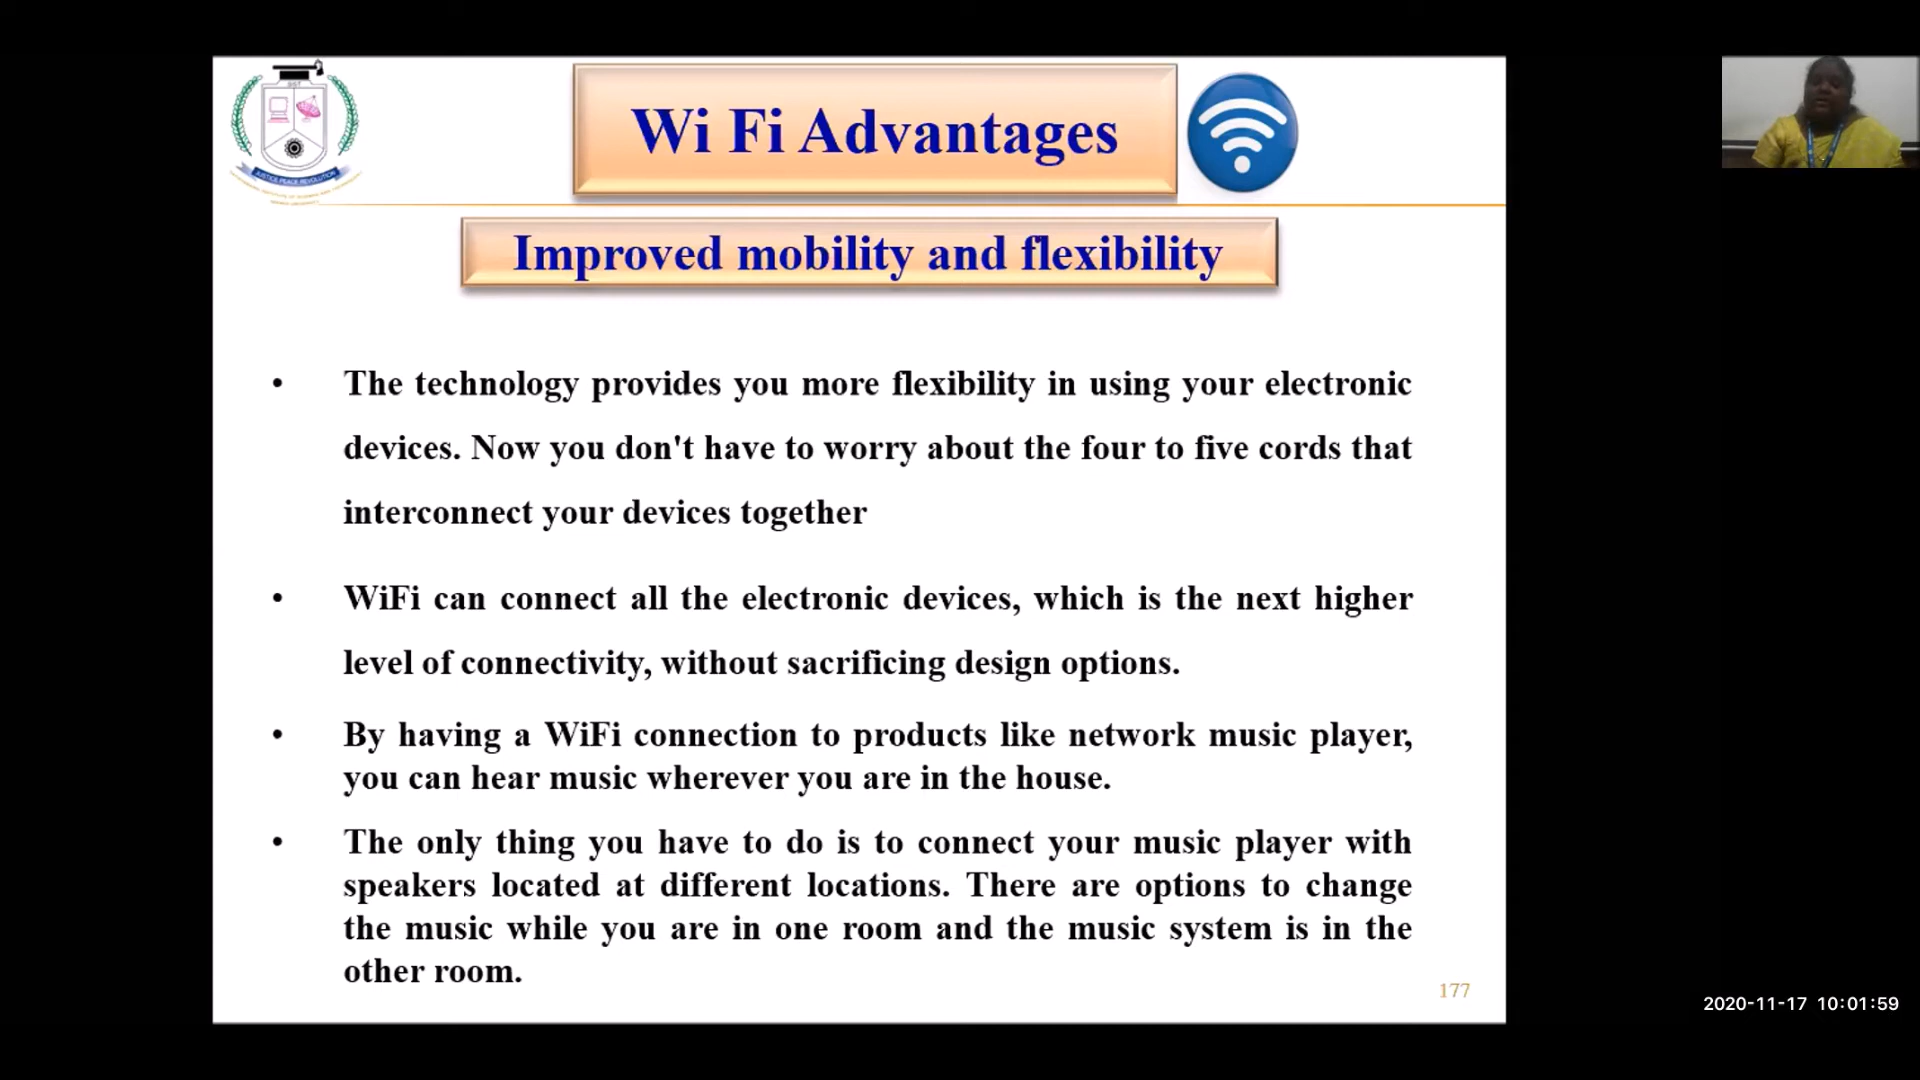 Wi Fi Advantages
Improved mobility and flexibility
• The technology provides you more flexibility in using your electronic
devices. Now you don't have to worry about the four to five cords that
interconnect your devices together
• WiFi can connect all the electronic devices, which is the next higher
level of connectivity, without sacrificing design options.
• By having a WiFi connection to products like network music player,
you can hear music wherever you are in the house.
• The only thing you have to do is to connect your music player with
speakers located at different locations. There are options to change
the music while you are in one room and the music system is in the
other room.
177
JUSTICE PEACE REVOLUTION
2020-11-17 10:01:59